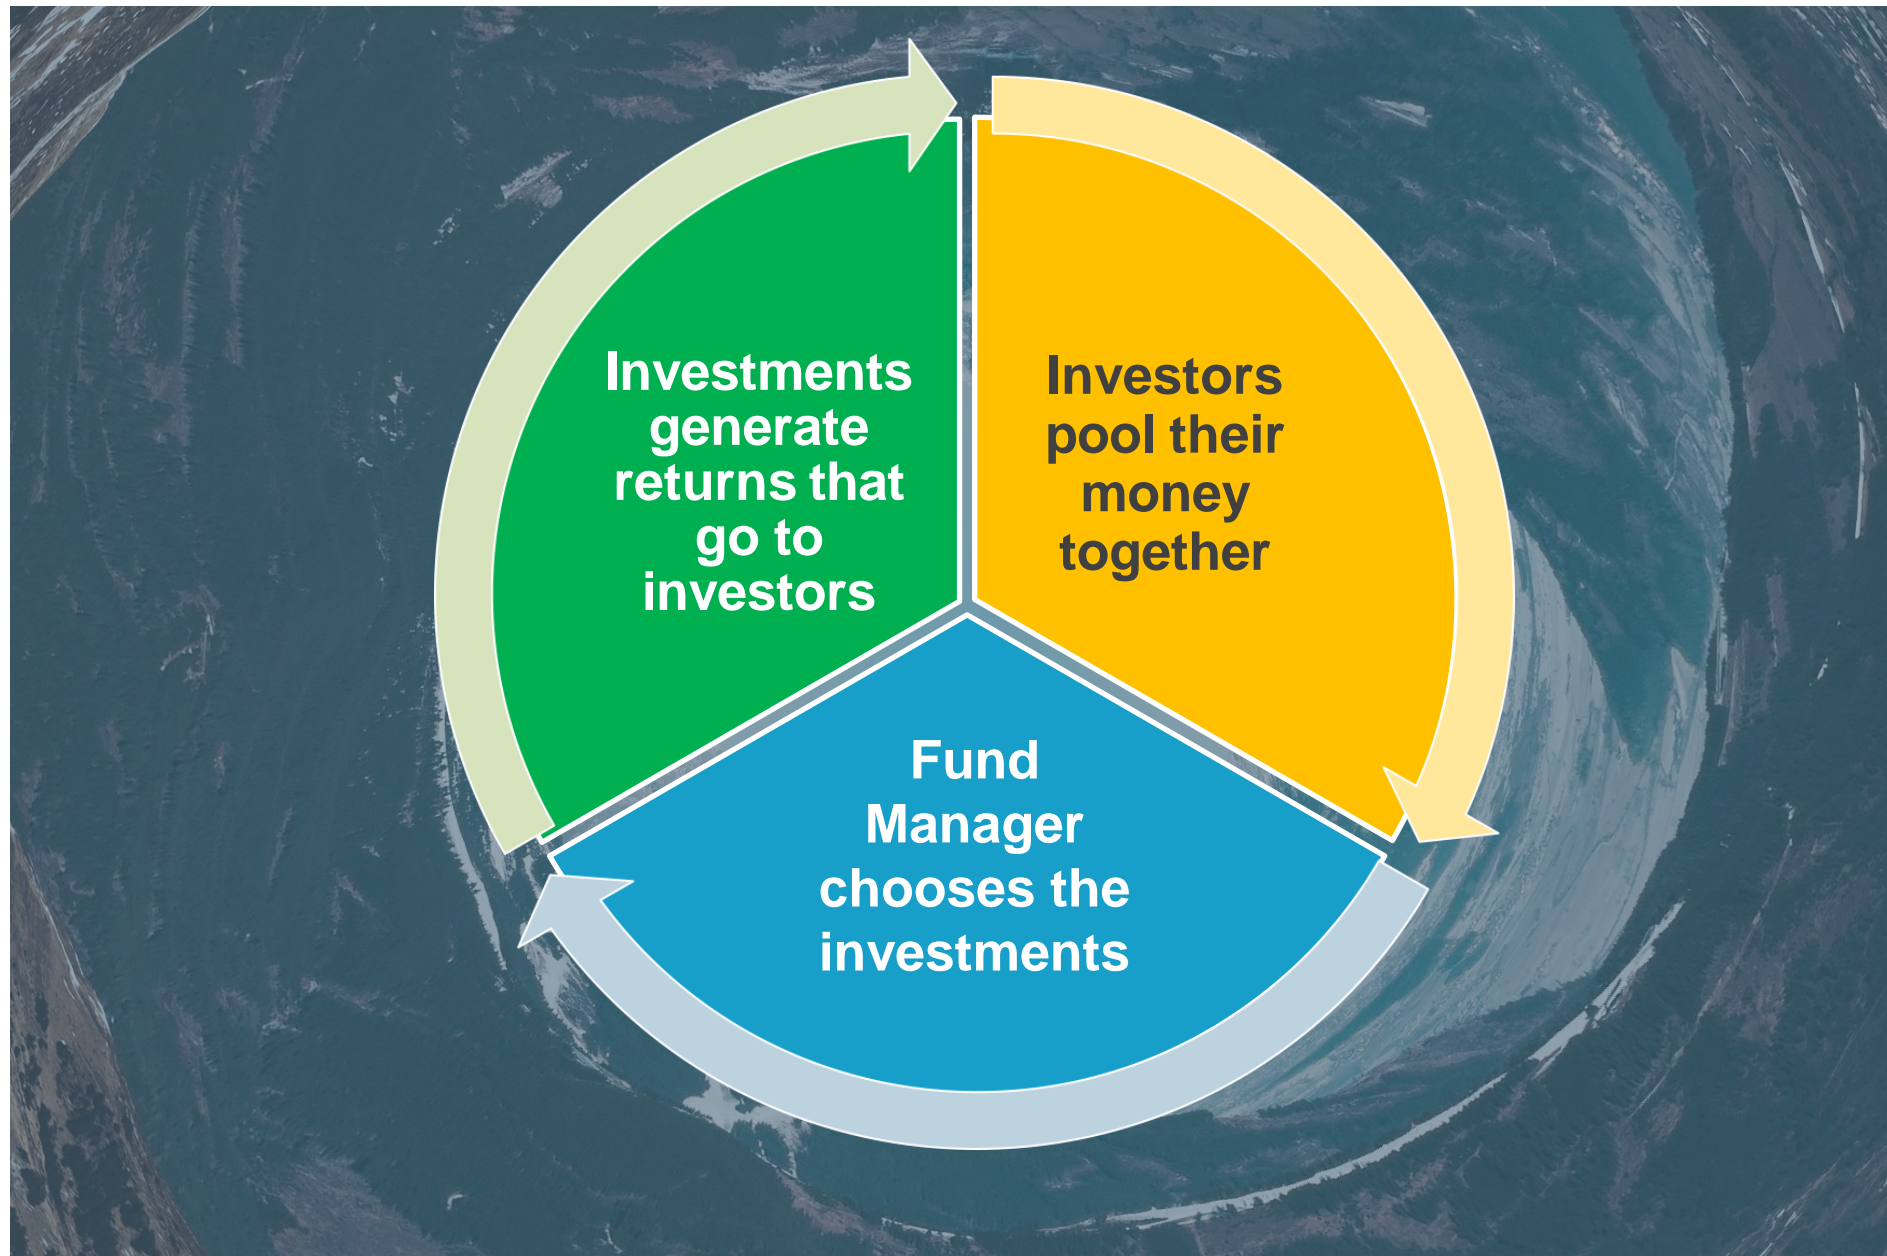 Investors
pool their
money
together
Fund
Manager
chooses the
investments
Investments
generate
returns that
go to
investors